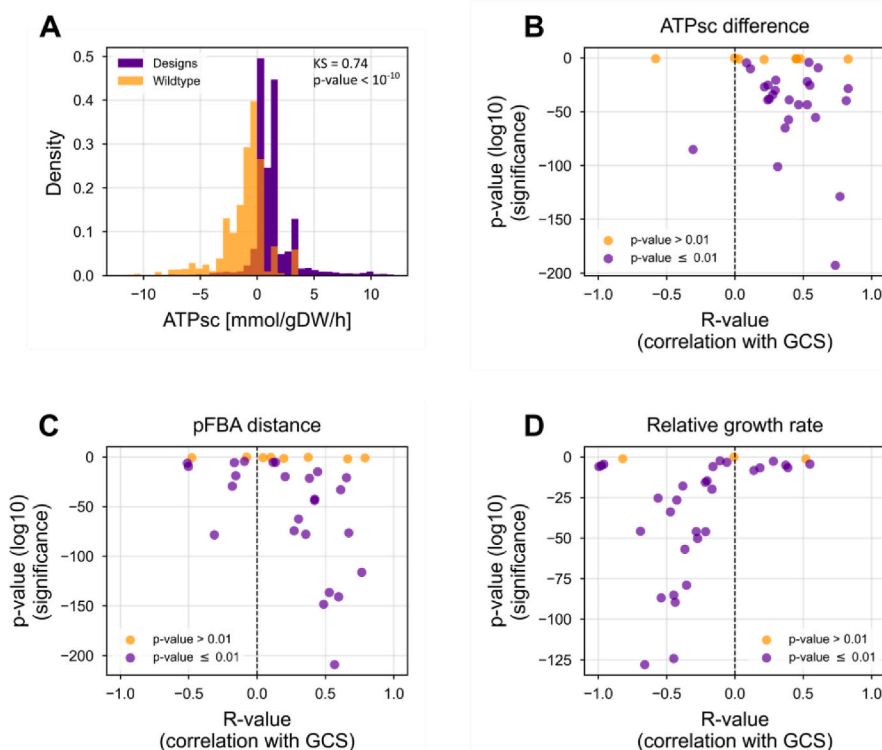 A
0.5
0.4
0.3
0.2
0.1
0.0
Density
Designs
Wildtype
KS = 0.74
p-value < 10-10
−10
−5
0
5
10
ATPsc [mmol/gDW/h]
B
ATPsc difference
0
−50
−100
−150
−200
p-value (log10)
(significance)
p-value > 0.01
p-value ≤ 0.01
−1.0
−0.5
0.0
0.5
1.0
R-value
(correlation with GCS)
C
pFBA distance
0
−50
−100
−150
−200
p-value (log10)
(significance)
p-value > 0.01
p-value ≤ 0.01
−1.0
−0.5
0.0
0.5
1.0
R-value
(correlation with GCS)
D
Relative growth rate
0
−25
−50
−75
−100
−125
p-value (log10)
(significance)
p-value > 0.01
p-value ≤ 0.01
−1.0
−0.5
0.0
0.5
1.0
R-value
(correlation with GCS)